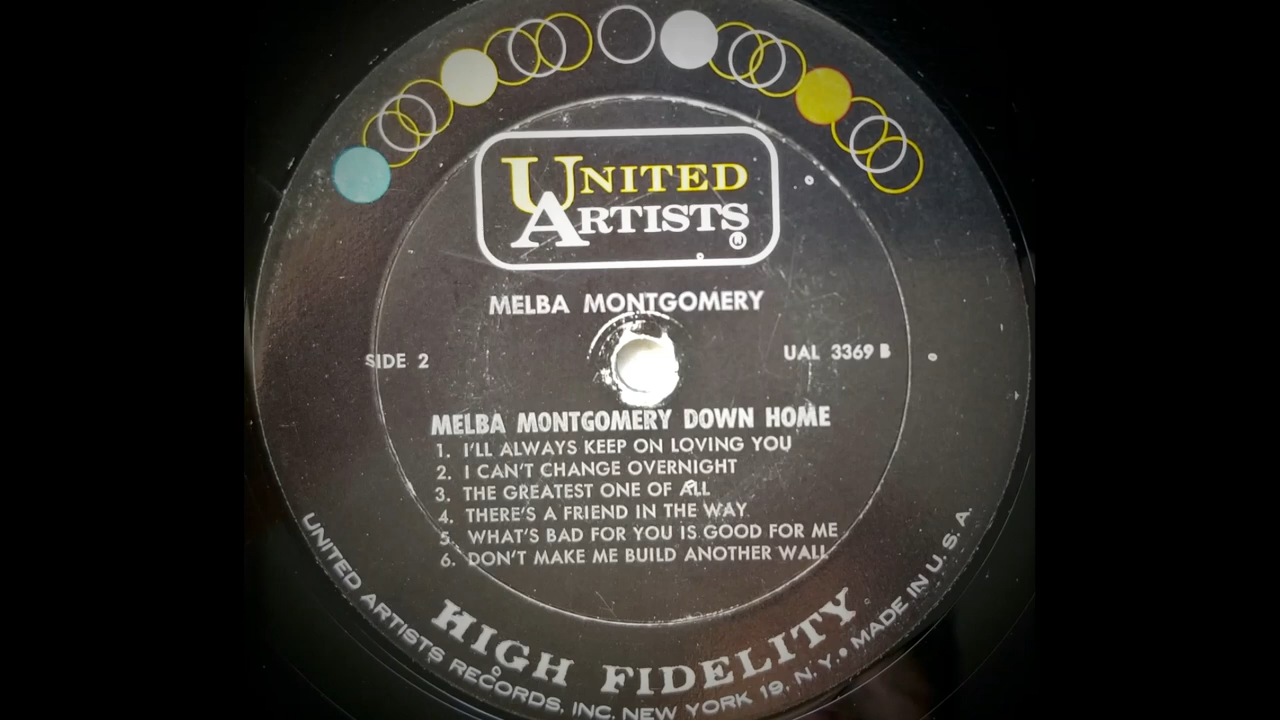 UNITED
ARTISTS
®
MELBA MONTGOMERY
SIDE 2
UAL 3369 B
MELBA MONTGOMERY DOWN HOME
1. I'LL ALWAYS KEEP ON LOVING YOU
2. I CAN'T CHANGE OVERNIGHT
3. THE GREATEST ONE OF ALL
4. THERE'S A FRIEND IN THE WAY
5. WHAT'S BAD FOR YOU IS GOOD FOR ME
6. DON'T MAKE ME BUILD ANOTHER WALL
HIGH FIDELITY
UNITED ARTISTS RECORDS, INC. NEW YORK 19, N. Y. • MADE IN U. S. A.